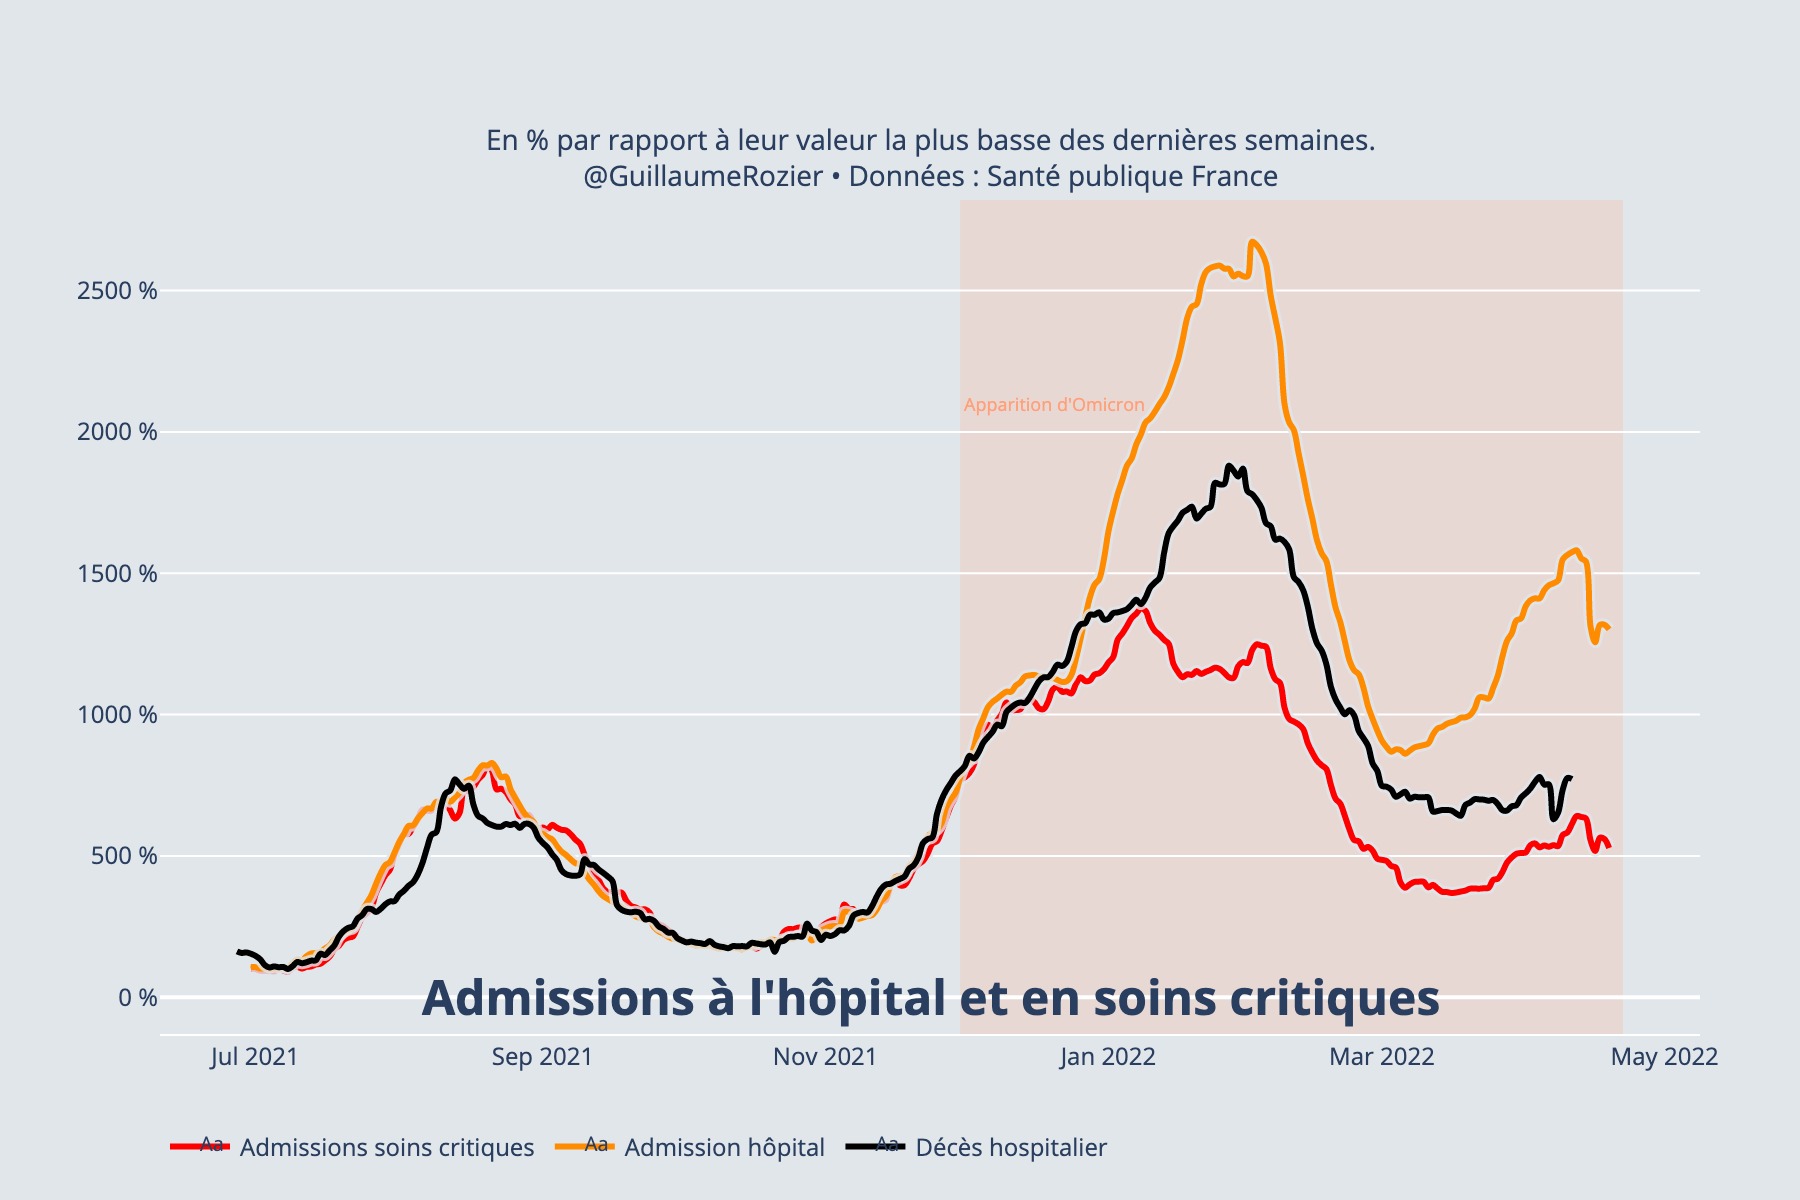 En % par rapport à leur valeur la plus basse des dernières semaines.
@GuillaumeRozier • Données : Santé publique France
2500 %
Apparition d'Omicron
2000 %
1500 %
1000 %
500 %
0 %
Admissions à l'hôpital et en soins critiques
Jul 2021 Sep 2021 Nov 2021 Jan 2022 Mar 2022 May 2022
Aa Admissions soins critiques Aa Admission hôpital Aa Décès hospitalier